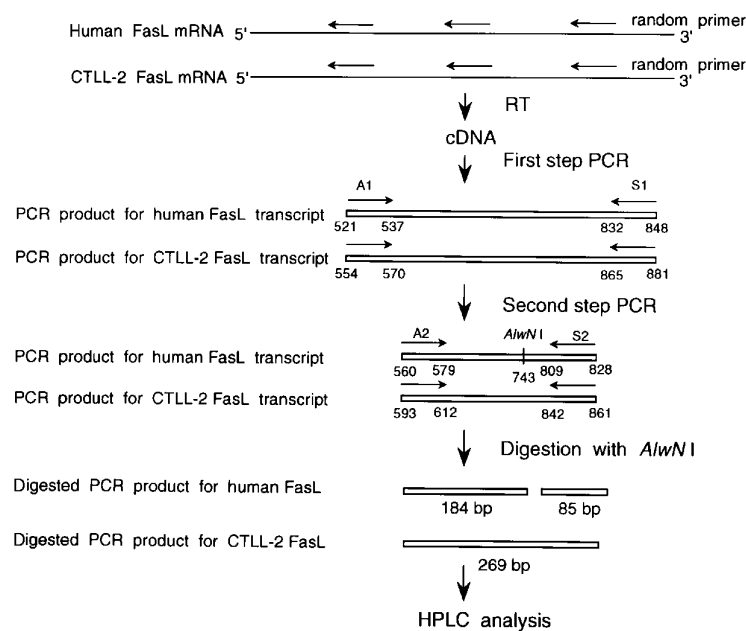 Human FasL mRNA 5' 3' random primer
CTLL-2 FasL mRNA 5' 3' random primer
RT
cDNA
First step PCR
A1 S1
PCR product for human FasL transcript
521 537 832 848
PCR product for CTLL-2 FasL transcript
554 570 865 881
Second step PCR
A2 AlwN I S2
PCR product for human FasL transcript
560 579 743 809 828
PCR product for CTLL-2 FasL transcript
593 612 842 861
Digestion with AlwN I
Digested PCR product for human FasL
184 bp 85 bp
Digested PCR product for CTLL-2 FasL
269 bp
HPLC analysis